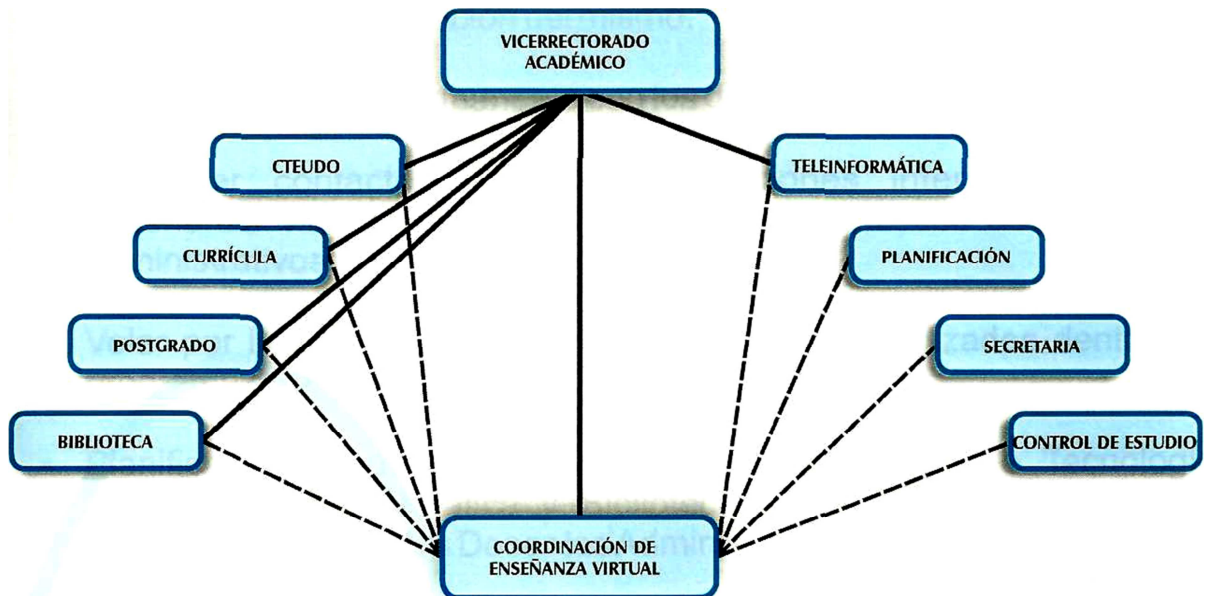 VICERRECTORADO
ACADÉMICO
CTEUDO
TELEINFORMÁTICA
CURRÍCULA
PLANIFICACIÓN
POSTGRADO
SECRETARIA
BIBLIOTECA
CONTROL DE ESTUDIO
COORDINACIÓN DE
ENSEÑANZA VIRTUAL